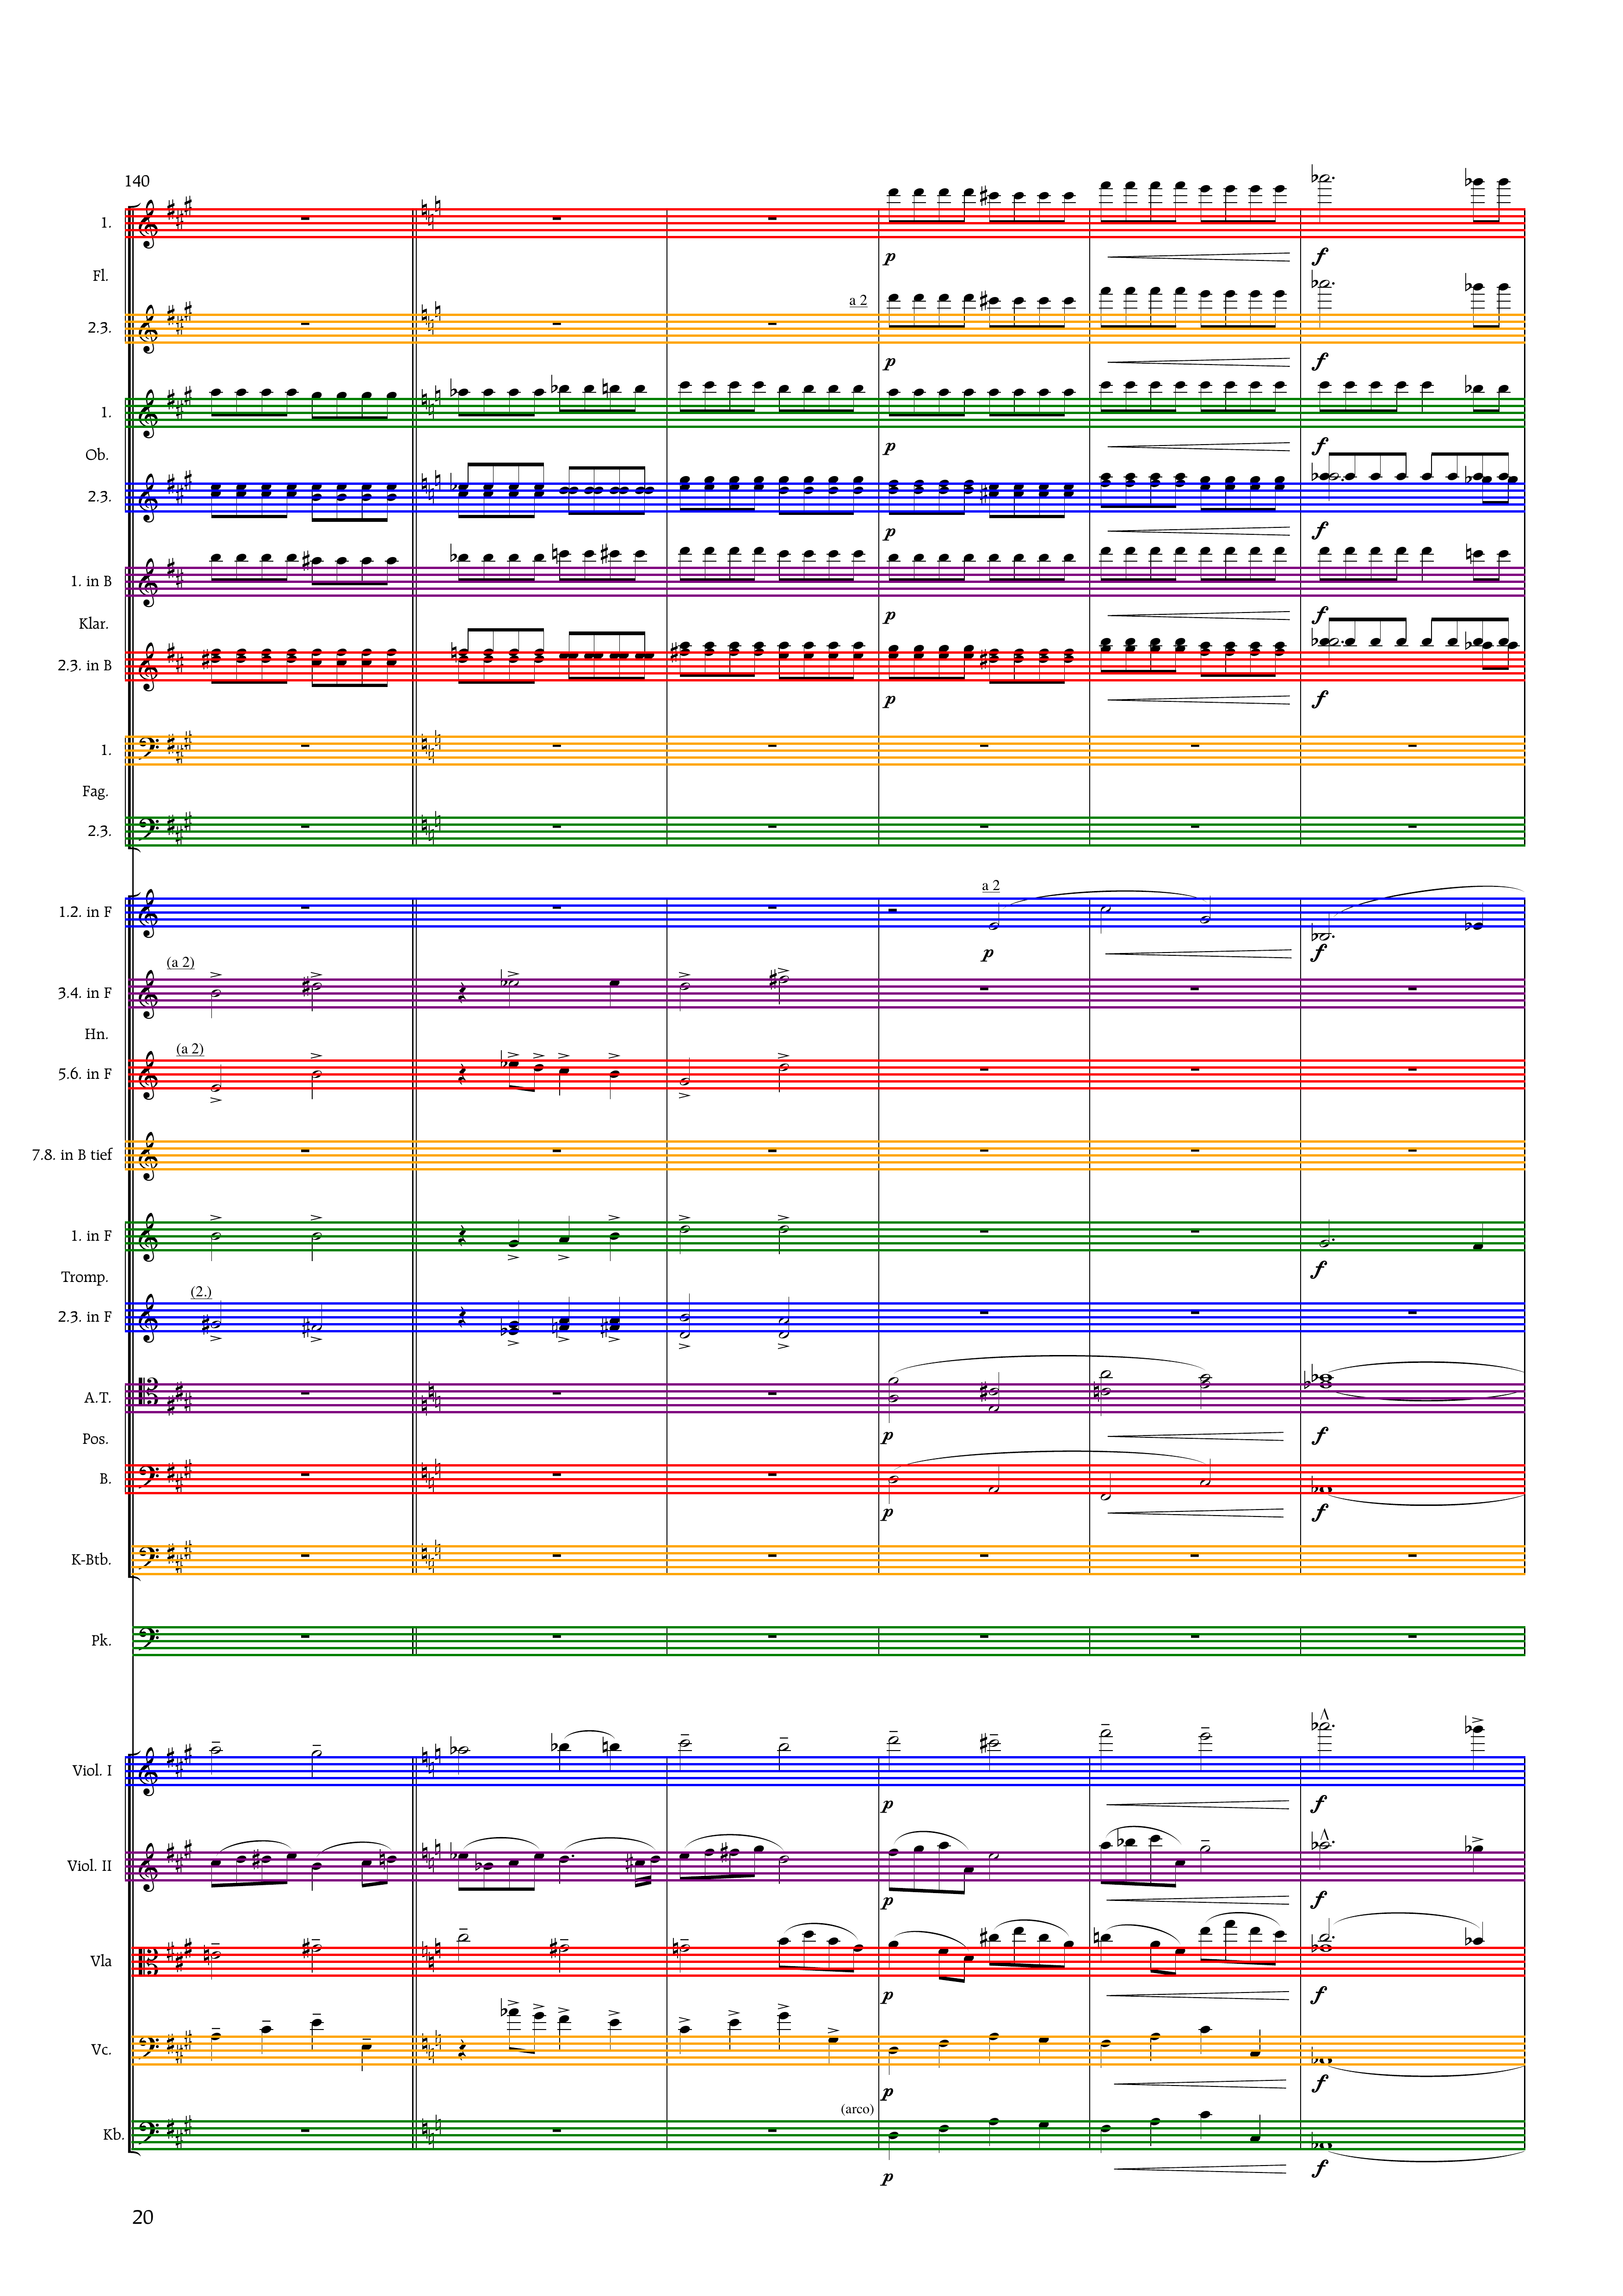 140
1.
p
f
Fl.
a 2
2.3.
p
f
1.
p
f
Ob.
2.3.
p
f
1. in B
p
f
Klar.
2.3. in B
p
f
1.
Fag.
2.3.
a 2
1.2. in F
p
f
(a 2)
3.4. in F
Hn.
(a 2)
5.6. in F
7.8. in B tief
1. in F
f
Tromp.
(2.)
2.3. in F
A.T.
p
f
Pos.
B.
p
f
K-Btb.
Pk.
Viol. I
p
f
Viol. II
p
f
Vla
p
f
Vc.
p
f
(arco)
Kb.
p
f
20